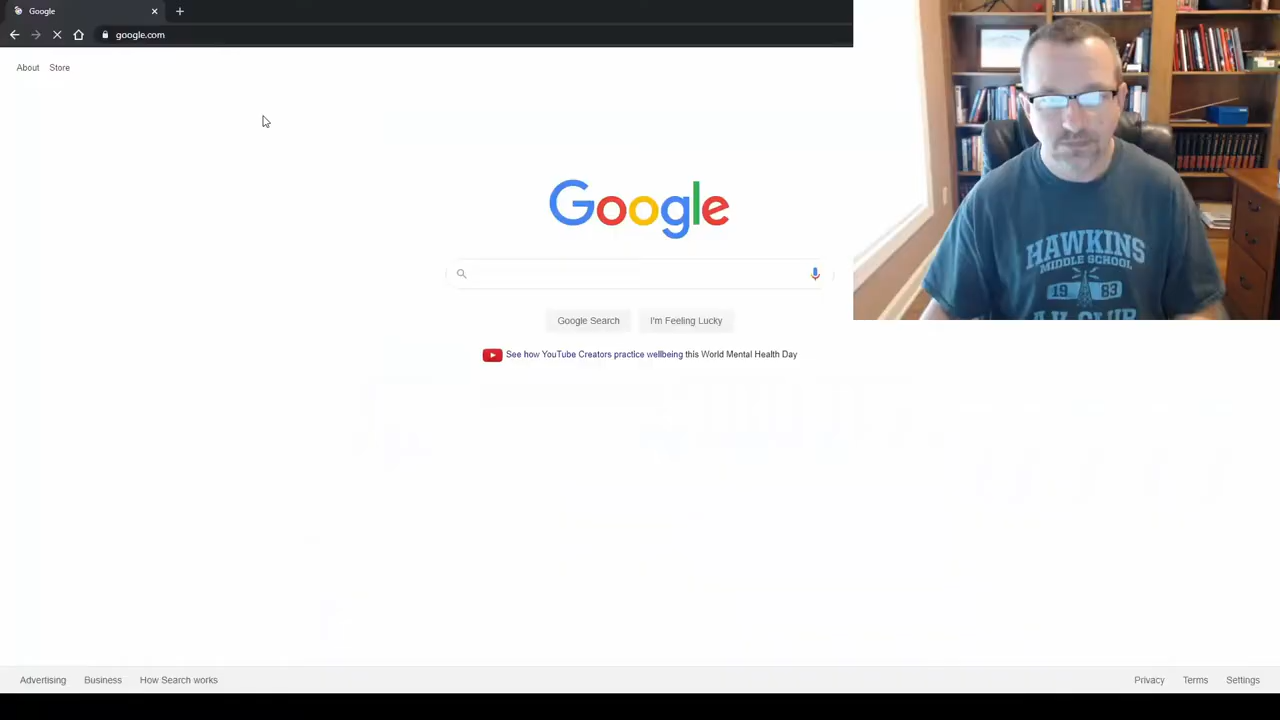 Google
google.com
About Store
Google
Google Search I'm Feeling Lucky
See how YouTube Creators practice wellbeing this World Mental Health Day
HAWKINS
MIDDLE SCHOOL
19 83
A.V. CLUB
Advertising Business How Search works
Privacy Terms Settings